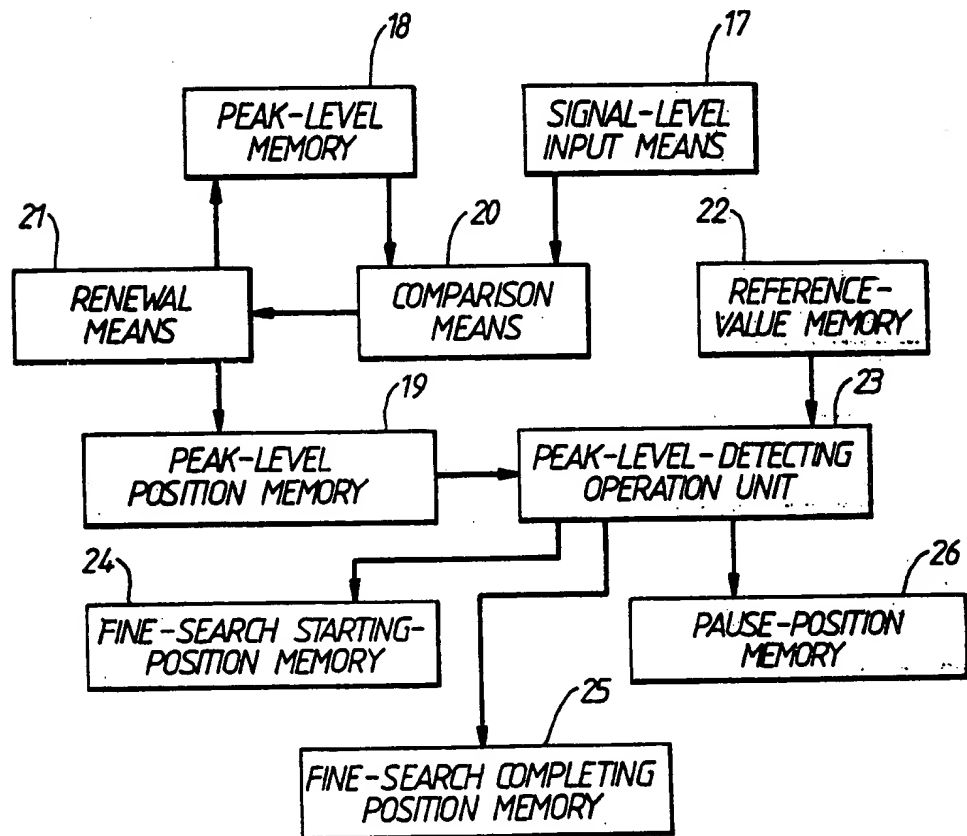 18
17
PEAK-LEVEL
MEMORY
SIGNAL-LEVEL
INPUT MEANS
21
20
22
RENEWAL
MEANS
COMPARISON
MEANS
REFERENCE-
VALUE MEMORY
19
23
PEAK-LEVEL
POSITION MEMORY
PEAK-LEVEL-DETECTING
OPERATION UNIT
24
26
FINE-SEARCH STARTING-
POSITION MEMORY
PAUSE-POSITION
MEMORY
25
FINE-SEARCH COMPLETING
POSITION MEMORY